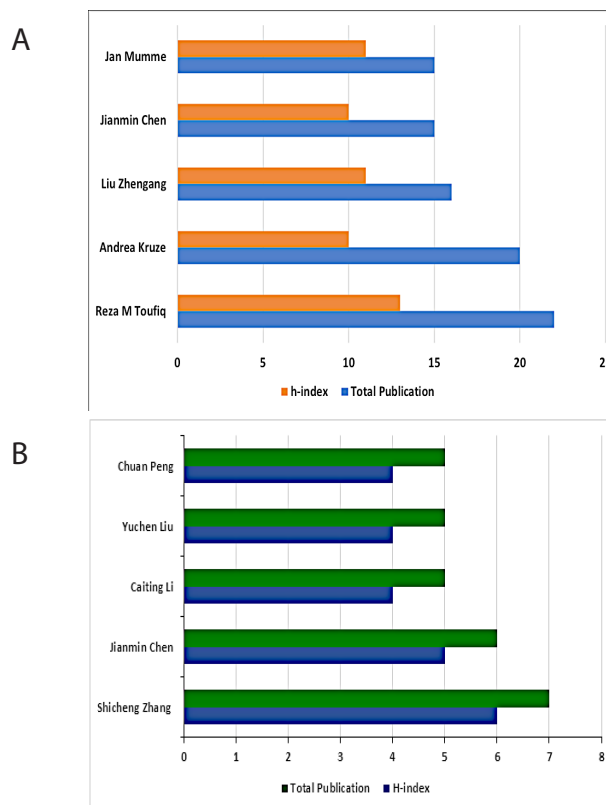 A
Jan Mumme
Jianmin Chen
Liu Zhengang
Andrea Kruze
Reza M Toufiq
0 5 10 15 20 2
h-index Total Publication
B
Chuan Peng
Yuchen Liu
Caiting Li
Jianmin Chen
Shicheng Zhang
0 1 2 3 4 5 6 7 8
Total Publication H-index